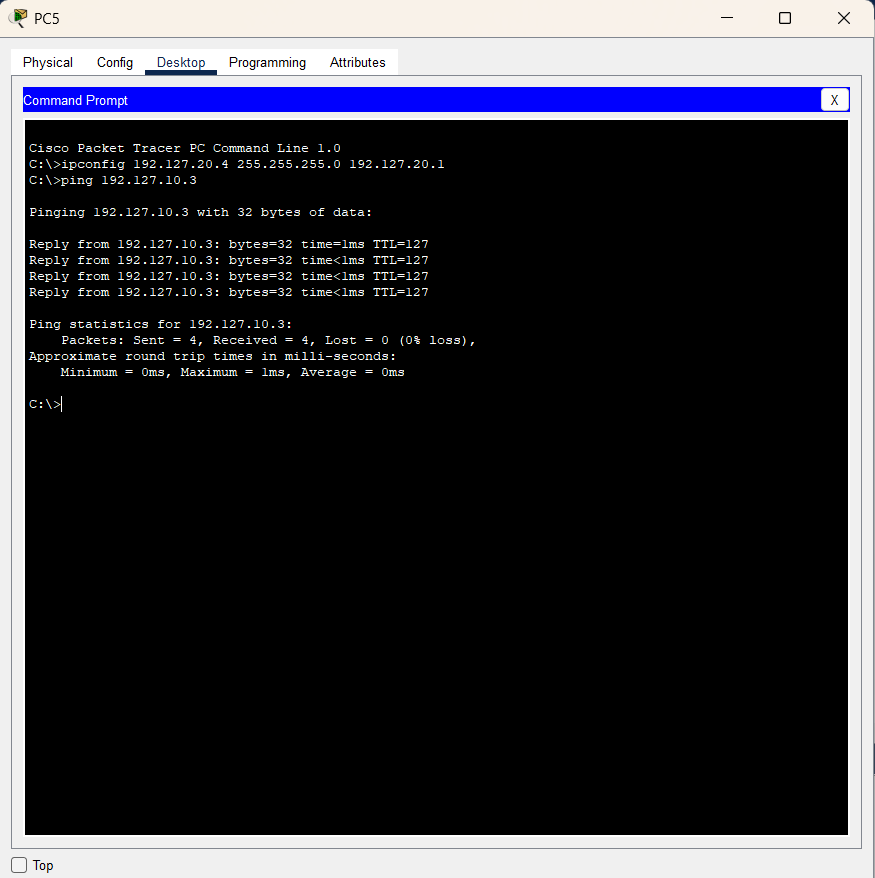 PC5
Physical Config Desktop Programming Attributes
Command Prompt X
Cisco Packet Tracer PC Command Line 1.0
C:\>ipconfig 192.127.20.4 255.255.255.0 192.127.20.1
C:\>ping 192.127.10.3
Pinging 192.127.10.3 with 32 bytes of data:
Reply from 192.127.10.3: bytes=32 time=1ms TTL=127
Reply from 192.127.10.3: bytes=32 time<1ms TTL=127
Reply from 192.127.10.3: bytes=32 time<1ms TTL=127
Reply from 192.127.10.3: bytes=32 time<1ms TTL=127
Ping statistics for 192.127.10.3:
Packets: Sent = 4, Received = 4, Lost = 0 (0% loss),
Approximate round trip times in milli-seconds:
Minimum = 0ms, Maximum = 1ms, Average = 0ms
C:\>
Top